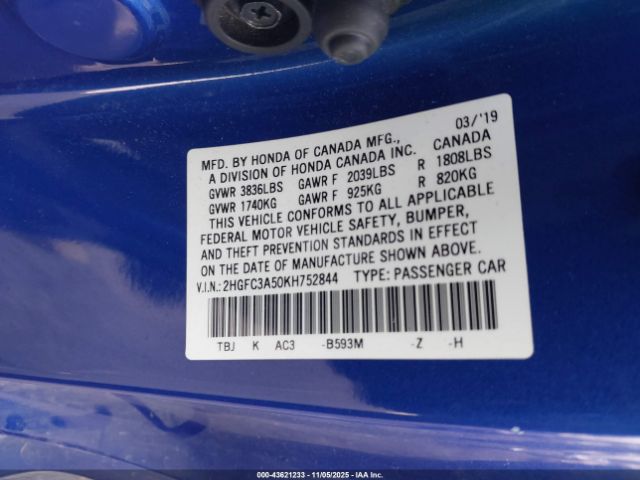 03/'19
MFD. BY HONDA OF CANADA MFG., CANADA
A DIVISION OF HONDA CANADA INC.
GVWR 3836LBS GAWR F 2039LBS R 1808LBS
GVWR 1740KG GAWR F 925KG R 820KG
THIS VEHICLE CONFORMS TO ALL APPLICABLE
FEDERAL MOTOR VEHICLE SAFETY, BUMPER,
AND THEFT PREVENTION STANDARDS IN EFFECT
ON THE DATE OF MANUFACTURE SHOWN ABOVE.
V.I.N.: 2HGFC3A50KH752844 TYPE: PASSENGER CAR
TBJ K AC3 -B593M -Z -H
00-43621233 - 11/05/2025 - IAA Inc.